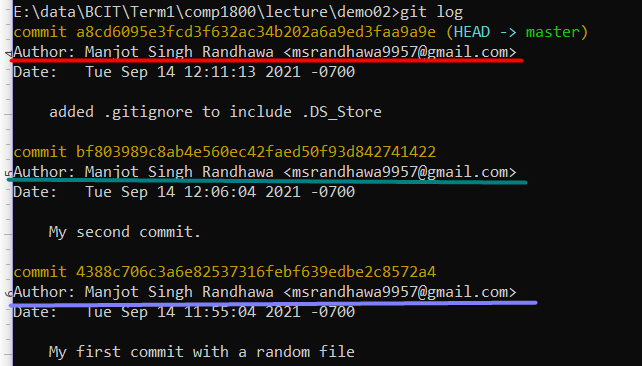 E:\data\BCIT\Term1\comp1800\lecture\demo02>git log
commit a8cd6095e3fcd3f632ac34b202a6a9ed3faa9a9e (HEAD -> master)
Author: Manjot Singh Randhawa <msrandhawa9957@gmail.com>
Date:   Tue Sep 14 12:11:13 2021 -0700
added .gitignore to include .DS_Store
commit bf803989c8ab4e560ec42faed50f93d842741422
Author: Manjot Singh Randhawa <msrandhawa9957@gmail.com>
Date:   Tue Sep 14 12:06:04 2021 -0700
My second commit.
commit 4388c706c3a6e82537316febf639edbe2c8572a4
Author: Manjot Singh Randhawa <msrandhawa9957@gmail.com>
Date:   Tue Sep 14 11:55:04 2021 -0700
My first commit with a random file
4
5
6